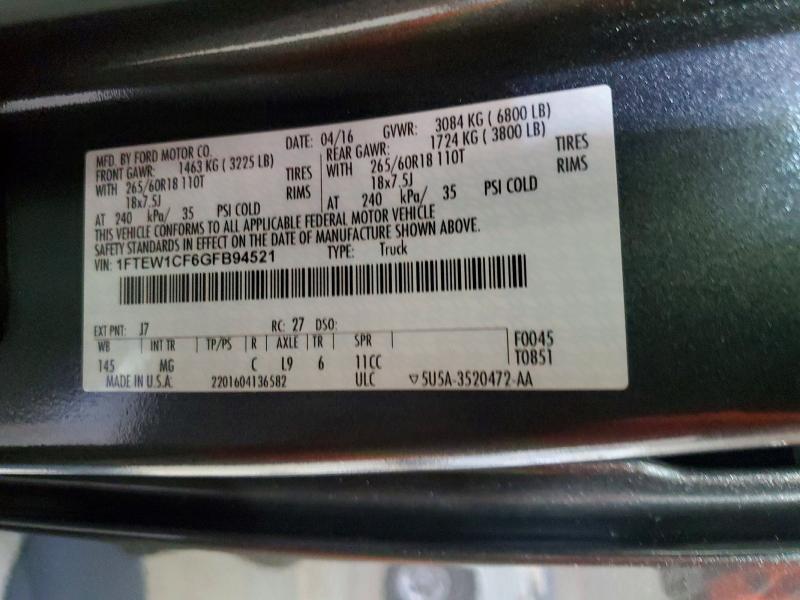 MFD. BY FORD MOTOR CO.
DATE: 04/16 GVWR: 3084 KG ( 6800 LB)
FRONT GAWR: 1463 KG ( 3225 LB)
WITH 265/60R18 110T TIRES
18x7.5J RIMS
AT 240 kPa/ 35 PSI COLD
REAR GAWR: 1724 KG ( 3800 LB)
WITH 265/60R18 110T TIRES
18x7.5J RIMS
AT 240 kPa/ 35 PSI COLD
THIS VEHICLE CONFORMS TO ALL APPLICABLE FEDERAL MOTOR VEHICLE
SAFETY STANDARDS IN EFFECT ON THE DATE OF MANUFACTURE SHOWN ABOVE.
VIN: 1FTEW1CF6GFB94521 TYPE: Truck
EXT PNT: J7 RC: 27 DSO:
WB INT TR TP/PS R AXLE TR SPR F0045
145 MG C L9 6 11CC T0851
MADE IN U.S.A. 2201604136582 ULC ▽5U5A-3520472-AA